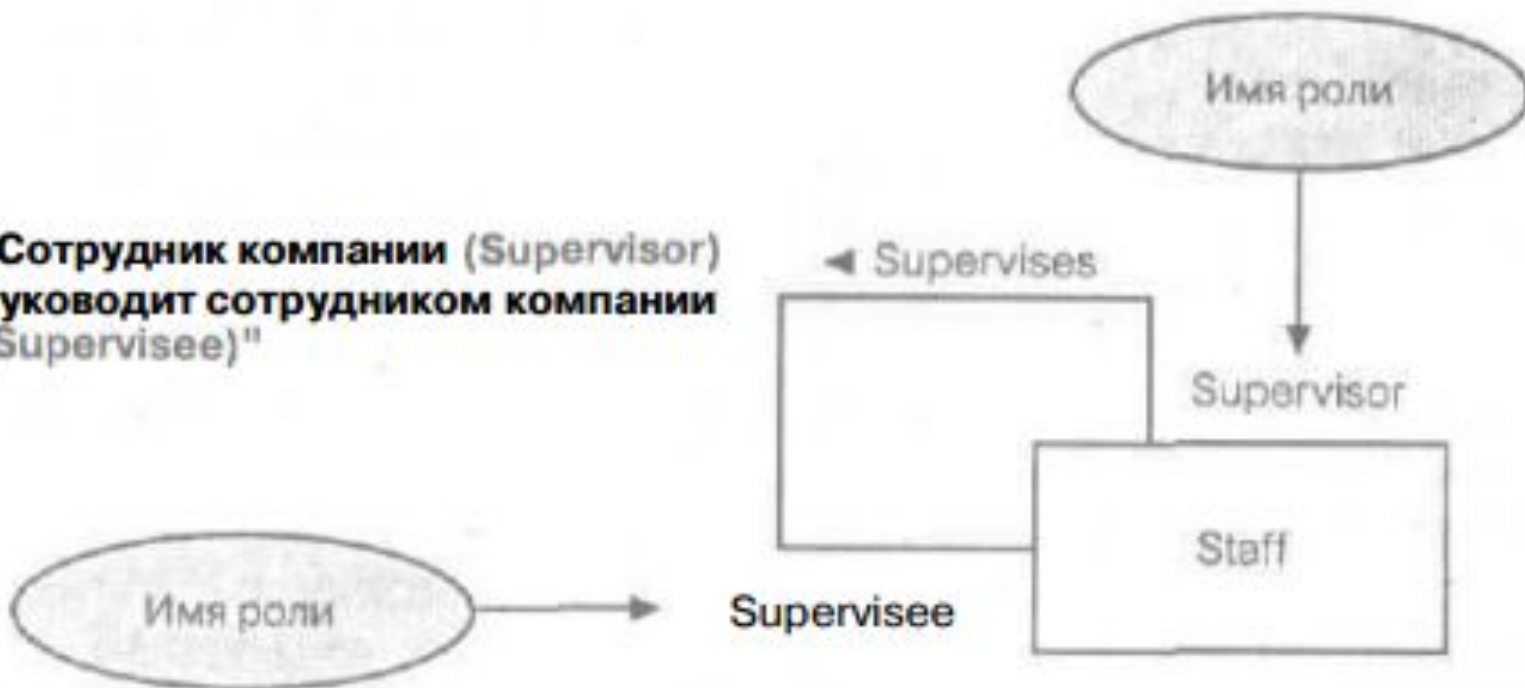 Имя роли
Сотрудник компании (Supervisor)
уководит сотрудником компании
Supervisee)"
◄ Supervises
Supervisor
Staff
Имя роли
Supervisee